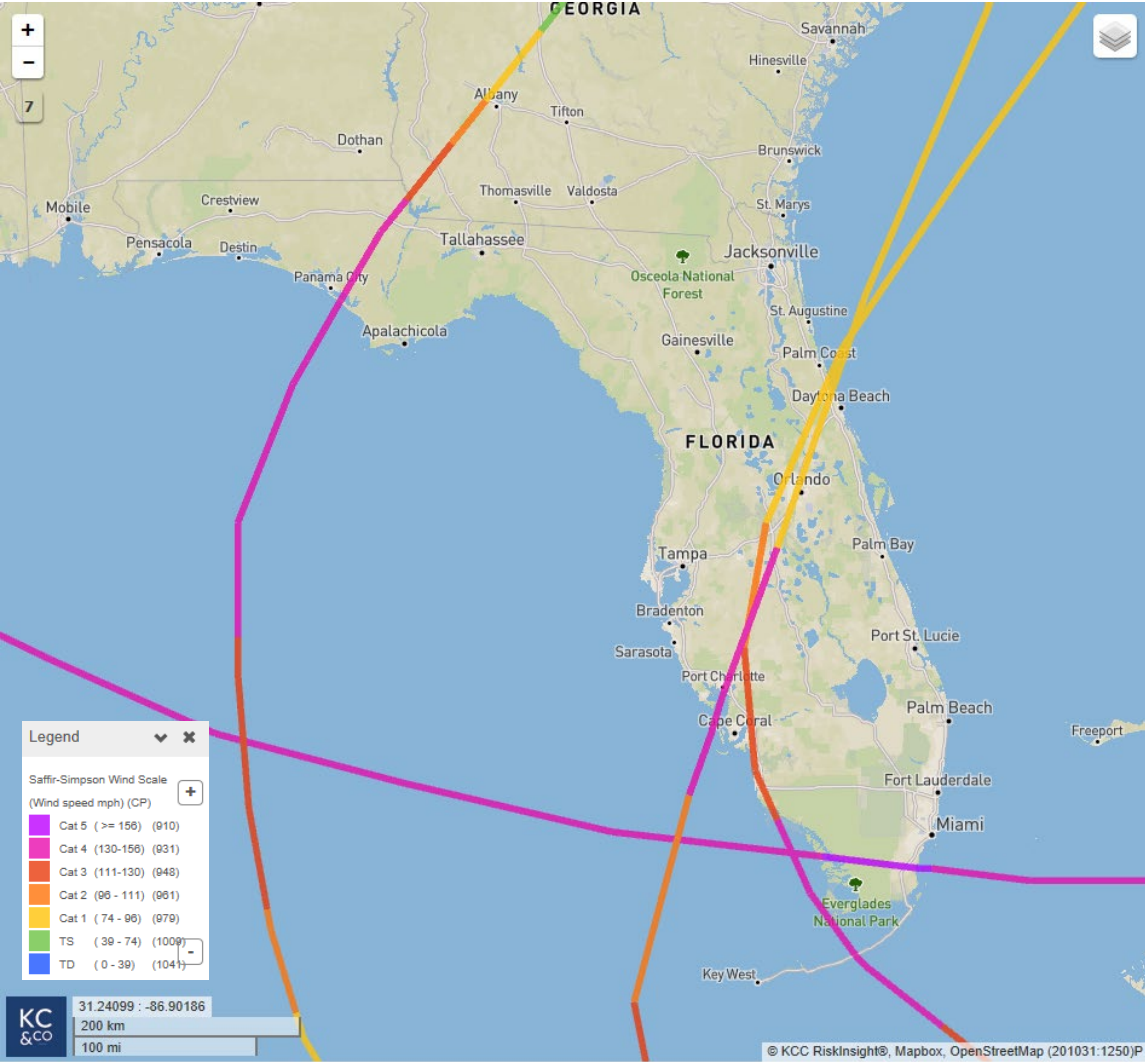 GEORGIA
+
Savannah
−
Hinesville
Albany
7
Tifton
Dothan
Brunswick
Thomasville
Valdosta
Crestview
Mobile
St. Marys
Pensacola
Destin
Tallahassee
Jacksonville
Panama City
Osceola National
Forest
St. Augustine
Apalachicola
Gainesville
Palm Coast
Daytona Beach
FLORIDA
Orlando
Tampa
Palm Bay
Bradenton
Port St. Lucie
Sarasota
Port Charlotte
Palm Beach
Cape Coral
Freeport
Fort Lauderdale
Miami
Everglades
National Park
Key West
Legend
Saffir-Simpson Wind Scale
(Wind speed mph) (CP)
+
Cat 5 ( >= 156) (910)
Cat 4 (130-156) (931)
Cat 3 (111-130) (948)
Cat 2 (96 - 111) (961)
Cat 1 ( 74 - 96) (979)
TS ( 39 - 74) (1009)
-
TD ( 0 - 39) (1041)
KC
&CO
31.24099 : -86.90186
200 km
100 mi
© KCC RiskInsight®, Mapbox, OpenStreetMap (201031:1250)P